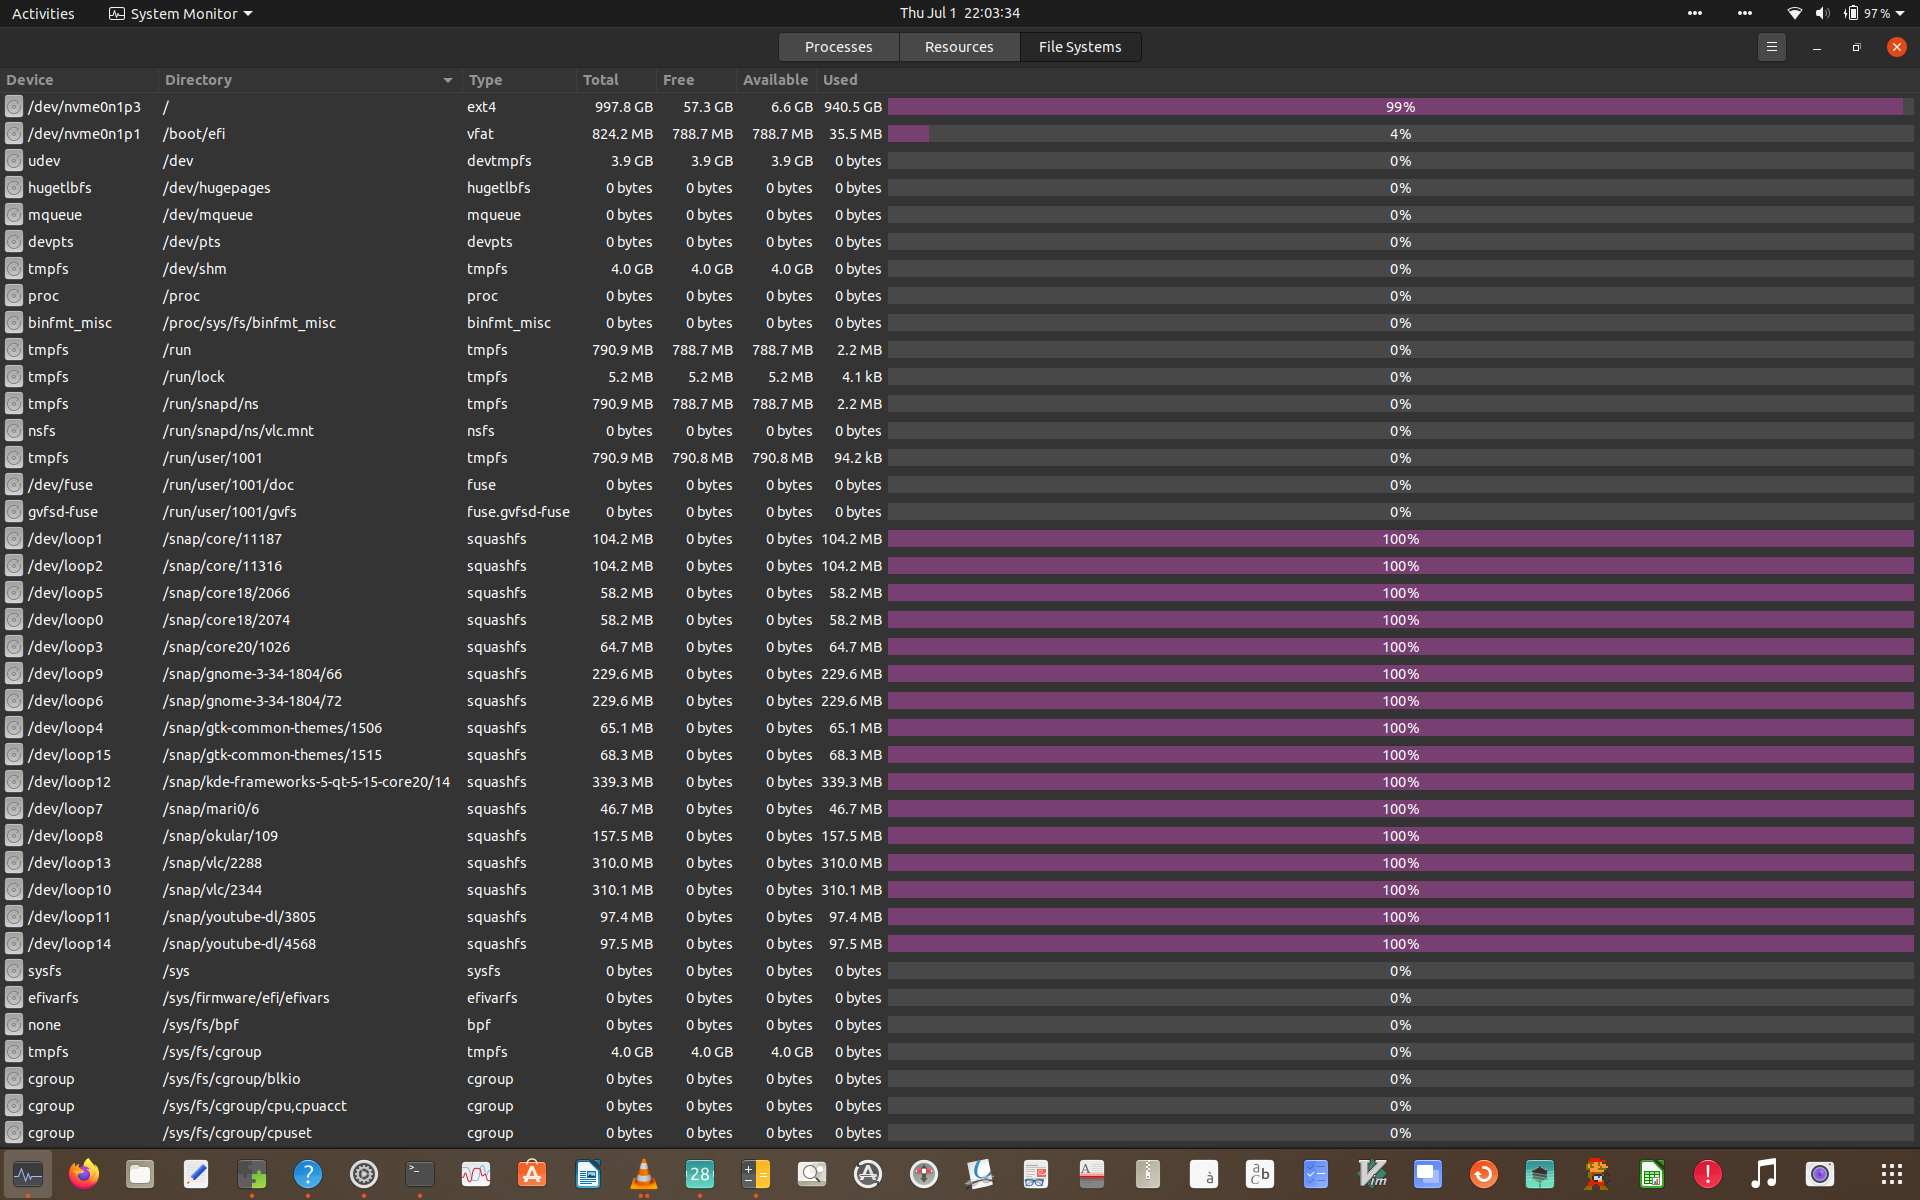 Activities System Monitor Thu Jul 1 22:03:34 97 %
Processes Resources File Systems
Device Directory Type Total Free Available Used
/dev/nvme0n1p3 / ext4 997.8 GB 57.3 GB 6.6 GB 940.5 GB 99%
/dev/nvme0n1p1 /boot/efi vfat 824.2 MB 788.7 MB 788.7 MB 35.5 MB 4%
udev /dev devtmpfs 3.9 GB 3.9 GB 3.9 GB 0 bytes 0%
hugetlbfs /dev/hugepages hugetlbfs 0 bytes 0 bytes 0 bytes 0 bytes 0%
mqueue /dev/mqueue mqueue 0 bytes 0 bytes 0 bytes 0 bytes 0%
devpts /dev/pts devpts 0 bytes 0 bytes 0 bytes 0 bytes 0%
tmpfs /dev/shm tmpfs 4.0 GB 4.0 GB 4.0 GB 0 bytes 0%
proc /proc proc 0 bytes 0 bytes 0 bytes 0 bytes 0%
binfmt_misc /proc/sys/fs/binfmt_misc binfmt_misc 0 bytes 0 bytes 0 bytes 0 bytes 0%
tmpfs /run tmpfs 790.9 MB 788.7 MB 788.7 MB 2.2 MB 0%
tmpfs /run/lock tmpfs 5.2 MB 5.2 MB 5.2 MB 4.1 kB 0%
tmpfs /run/snapd/ns tmpfs 790.9 MB 788.7 MB 788.7 MB 2.2 MB 0%
nsfs /run/snapd/ns/vlc.mnt nsfs 0 bytes 0 bytes 0 bytes 0 bytes 0%
tmpfs /run/user/1001 tmpfs 790.9 MB 790.8 MB 790.8 MB 94.2 kB 0%
/dev/fuse /run/user/1001/doc fuse 0 bytes 0 bytes 0 bytes 0 bytes 0%
gvfsd-fuse /run/user/1001/gvfs fuse.gvfsd-fuse 0 bytes 0 bytes 0 bytes 0 bytes 0%
/dev/loop1 /snap/core/11187 squashfs 104.2 MB 0 bytes 0 bytes 104.2 MB 100%
/dev/loop2 /snap/core/11316 squashfs 104.2 MB 0 bytes 0 bytes 104.2 MB 100%
/dev/loop5 /snap/core18/2066 squashfs 58.2 MB 0 bytes 0 bytes 58.2 MB 100%
/dev/loop0 /snap/core18/2074 squashfs 58.2 MB 0 bytes 0 bytes 58.2 MB 100%
/dev/loop3 /snap/core20/1026 squashfs 64.7 MB 0 bytes 0 bytes 64.7 MB 100%
/dev/loop9 /snap/gnome-3-34-1804/66 squashfs 229.6 MB 0 bytes 0 bytes 229.6 MB 100%
/dev/loop6 /snap/gnome-3-34-1804/72 squashfs 229.6 MB 0 bytes 0 bytes 229.6 MB 100%
/dev/loop4 /snap/gtk-common-themes/1506 squashfs 65.1 MB 0 bytes 0 bytes 65.1 MB 100%
/dev/loop15 /snap/gtk-common-themes/1515 squashfs 68.3 MB 0 bytes 0 bytes 68.3 MB 100%
/dev/loop12 /snap/kde-frameworks-5-qt-5-15-core20/14 squashfs 339.3 MB 0 bytes 0 bytes 339.3 MB 100%
/dev/loop7 /snap/mari0/6 squashfs 46.7 MB 0 bytes 0 bytes 46.7 MB 100%
/dev/loop8 /snap/okular/109 squashfs 157.5 MB 0 bytes 0 bytes 157.5 MB 100%
/dev/loop13 /snap/vlc/2288 squashfs 310.0 MB 0 bytes 0 bytes 310.0 MB 100%
/dev/loop10 /snap/vlc/2344 squashfs 310.1 MB 0 bytes 0 bytes 310.1 MB 100%
/dev/loop11 /snap/youtube-dl/3805 squashfs 97.4 MB 0 bytes 0 bytes 97.4 MB 100%
/dev/loop14 /snap/youtube-dl/4568 squashfs 97.5 MB 0 bytes 0 bytes 97.5 MB 100%
sysfs /sys sysfs 0 bytes 0 bytes 0 bytes 0 bytes 0%
efivarfs /sys/firmware/efi/efivars efivarfs 0 bytes 0 bytes 0 bytes 0 bytes 0%
none /sys/fs/bpf bpf 0 bytes 0 bytes 0 bytes 0 bytes 0%
tmpfs /sys/fs/cgroup tmpfs 4.0 GB 4.0 GB 4.0 GB 0 bytes 0%
cgroup /sys/fs/cgroup/blkio cgroup 0 bytes 0 bytes 0 bytes 0 bytes 0%
cgroup /sys/fs/cgroup/cpu,cpuacct cgroup 0 bytes 0 bytes 0 bytes 0 bytes 0%
cgroup /sys/fs/cgroup/cpuset cgroup 0 bytes 0 bytes 0 bytes 0 bytes 0%
28 à a b c Vim